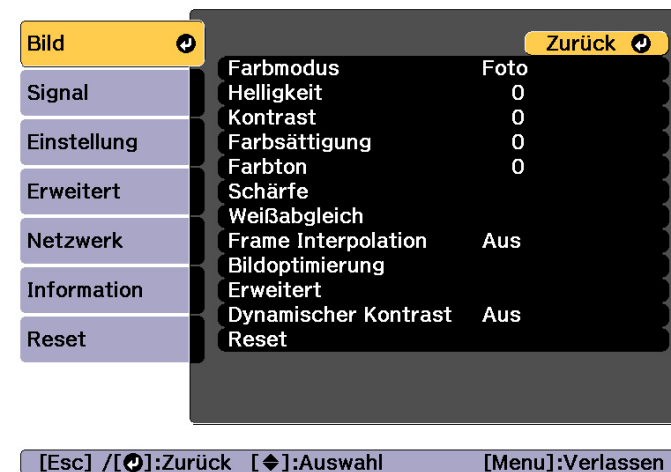 Bild
Signal
Einstellung
Erweitert
Netzwerk
Information
Reset
Zurück
Farbmodus Foto
Helligkeit 0
Kontrast 0
Farbsättigung 0
Farbton 0
Schärfe
Weißabgleich
Frame Interpolation Aus
Bildoptimierung
Erweitert
Dynamischer Kontrast Aus
Reset
[Esc] /[⏎]:Zurück [◆]:Auswahl [Menu]:Verlassen